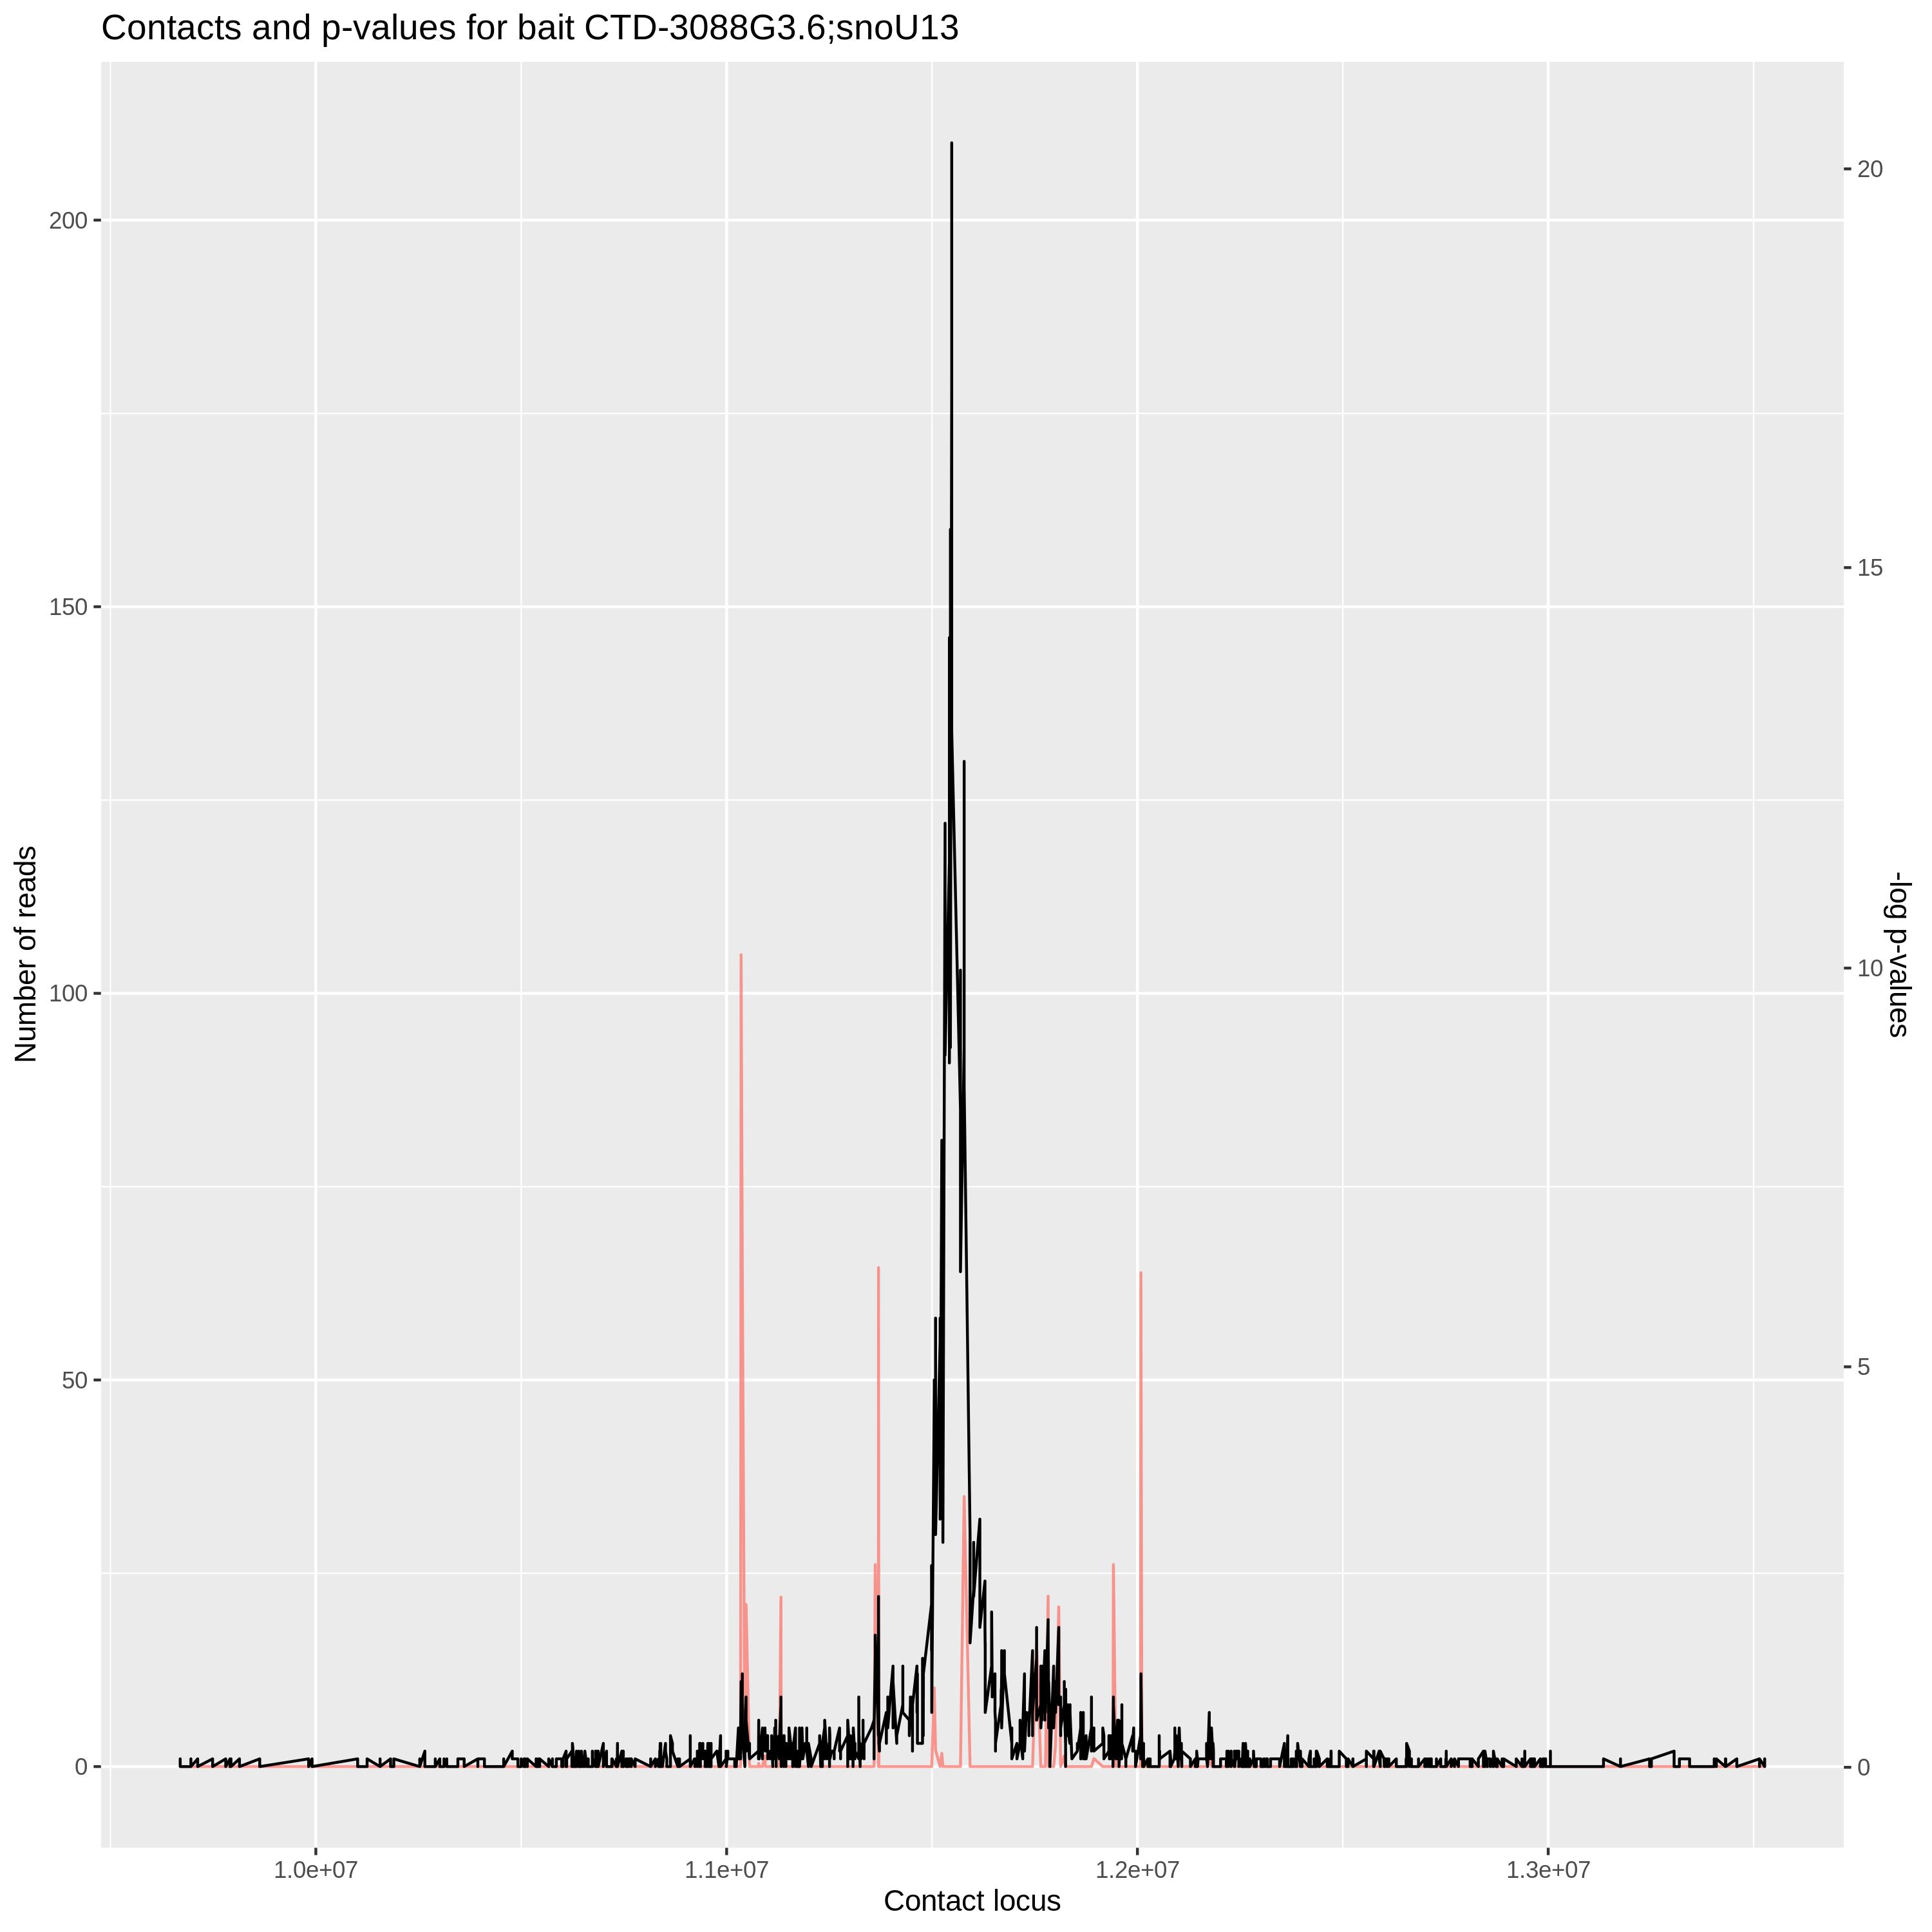 Contacts and p-values for bait CTD-3088G3.6;snoU13
200
150
100
50
0
Number of reads
20
15
10
5
0
-log p-values
1.0e+07
1.1e+07
1.2e+07
1.3e+07
Contact locus